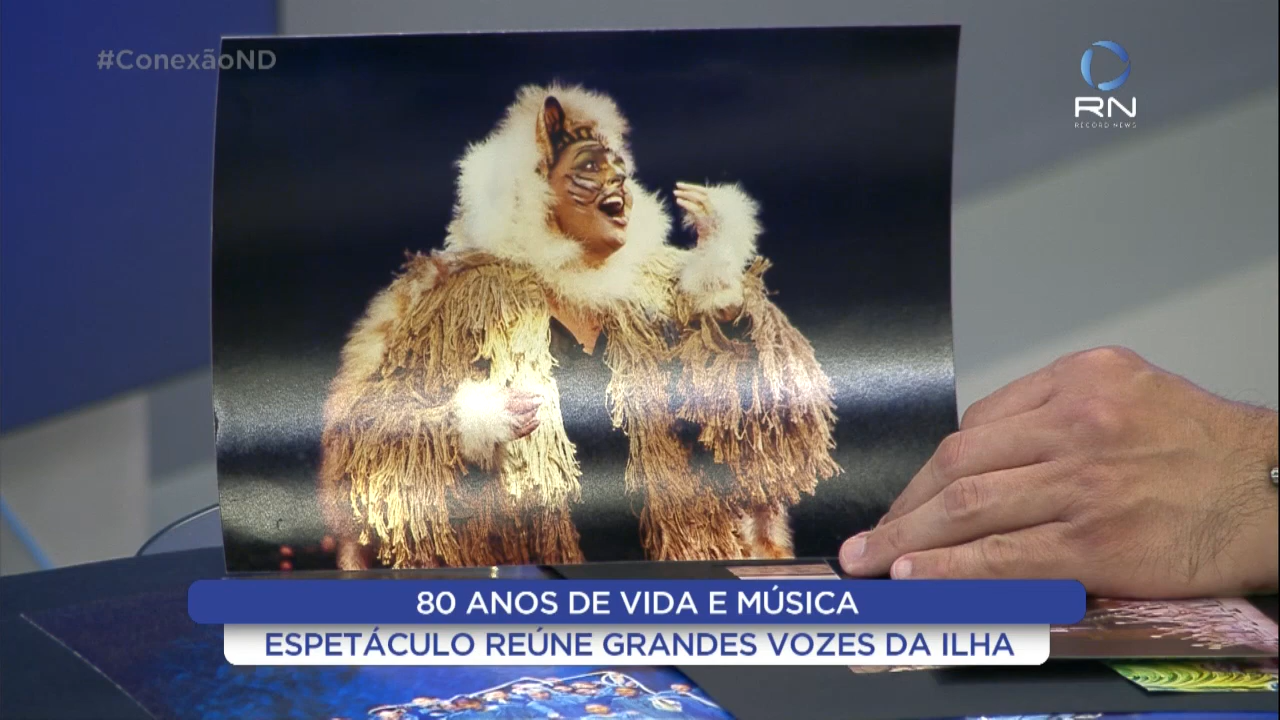 #ConexãoND
RN
RECORD NEWS
80 ANOS DE VIDA E MÚSICA
ESPETÁCULO REÚNE GRANDES VOZES DA ILHA